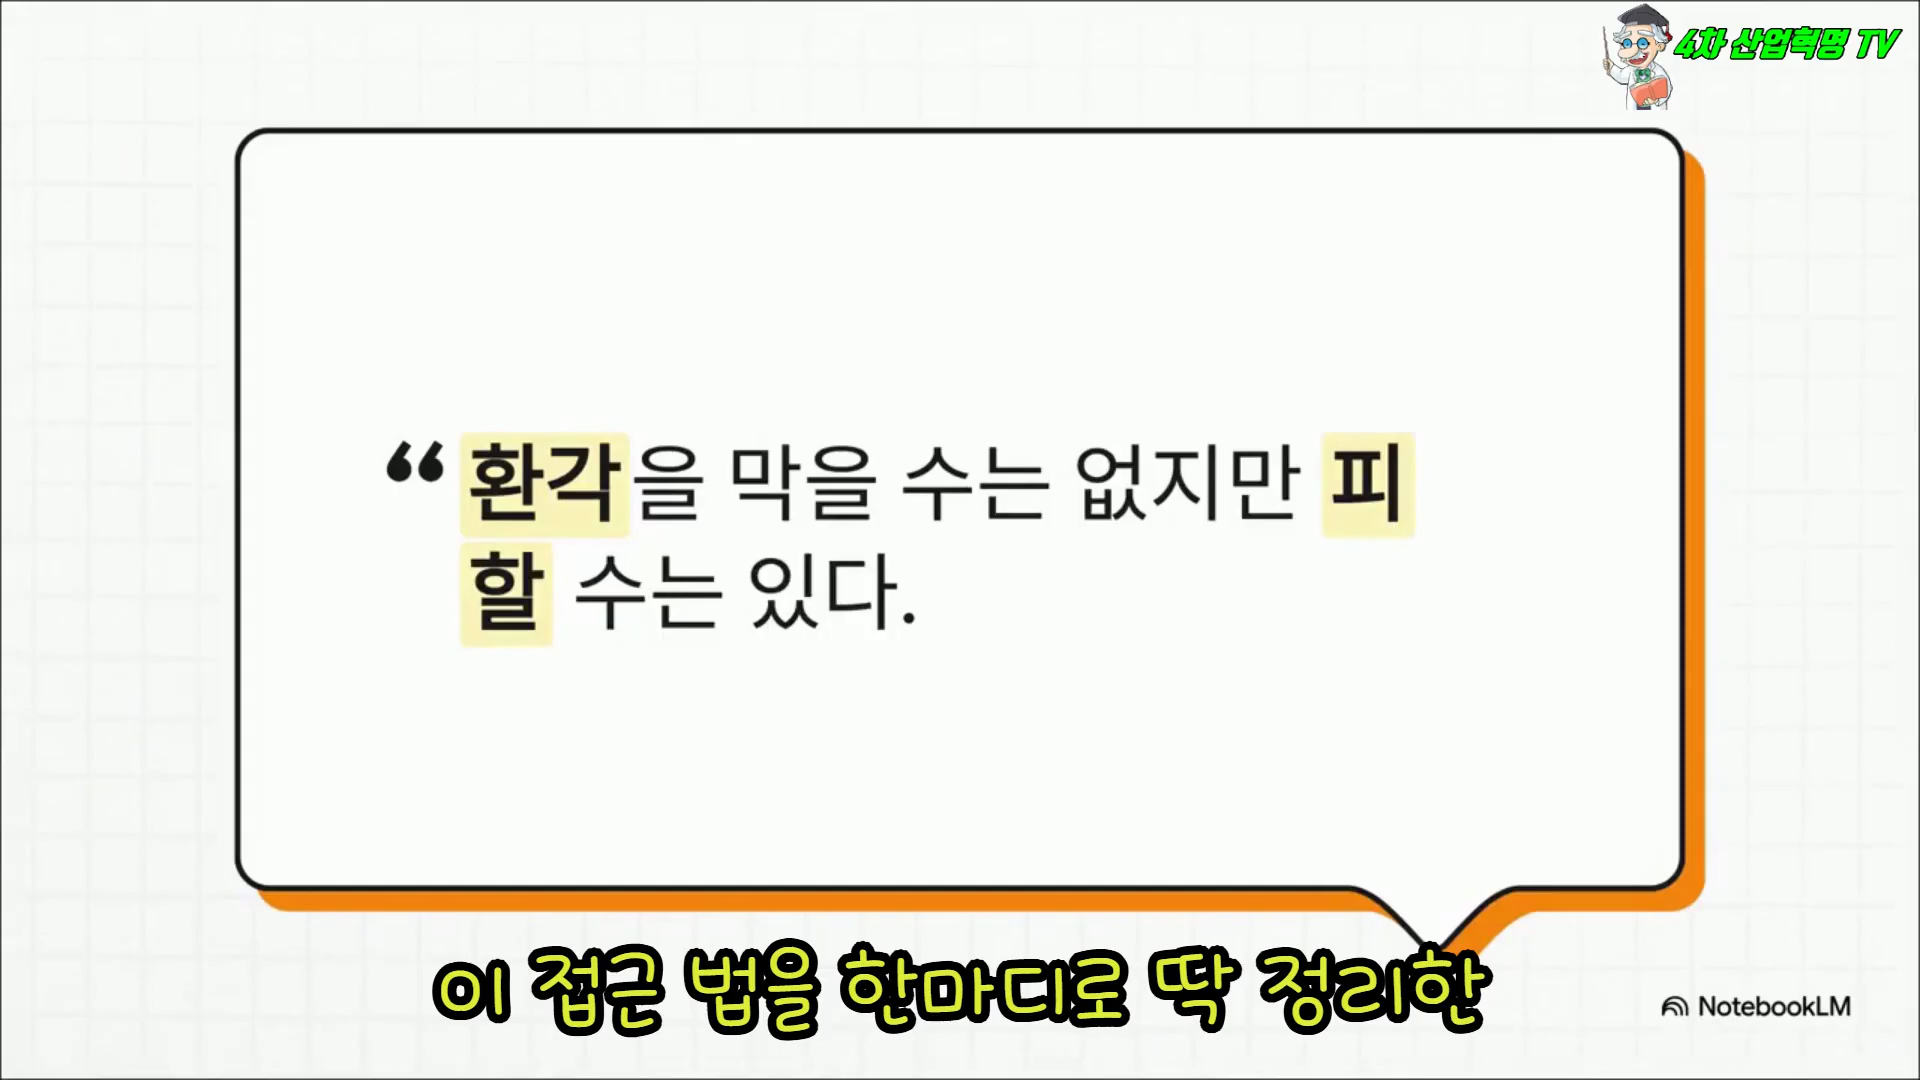 4차 산업혁명 TV
“환각을 막을 수는 없지만 피
할 수는 있다.
이 접근 법을 한마디로 딱 정리한
NotebookLM